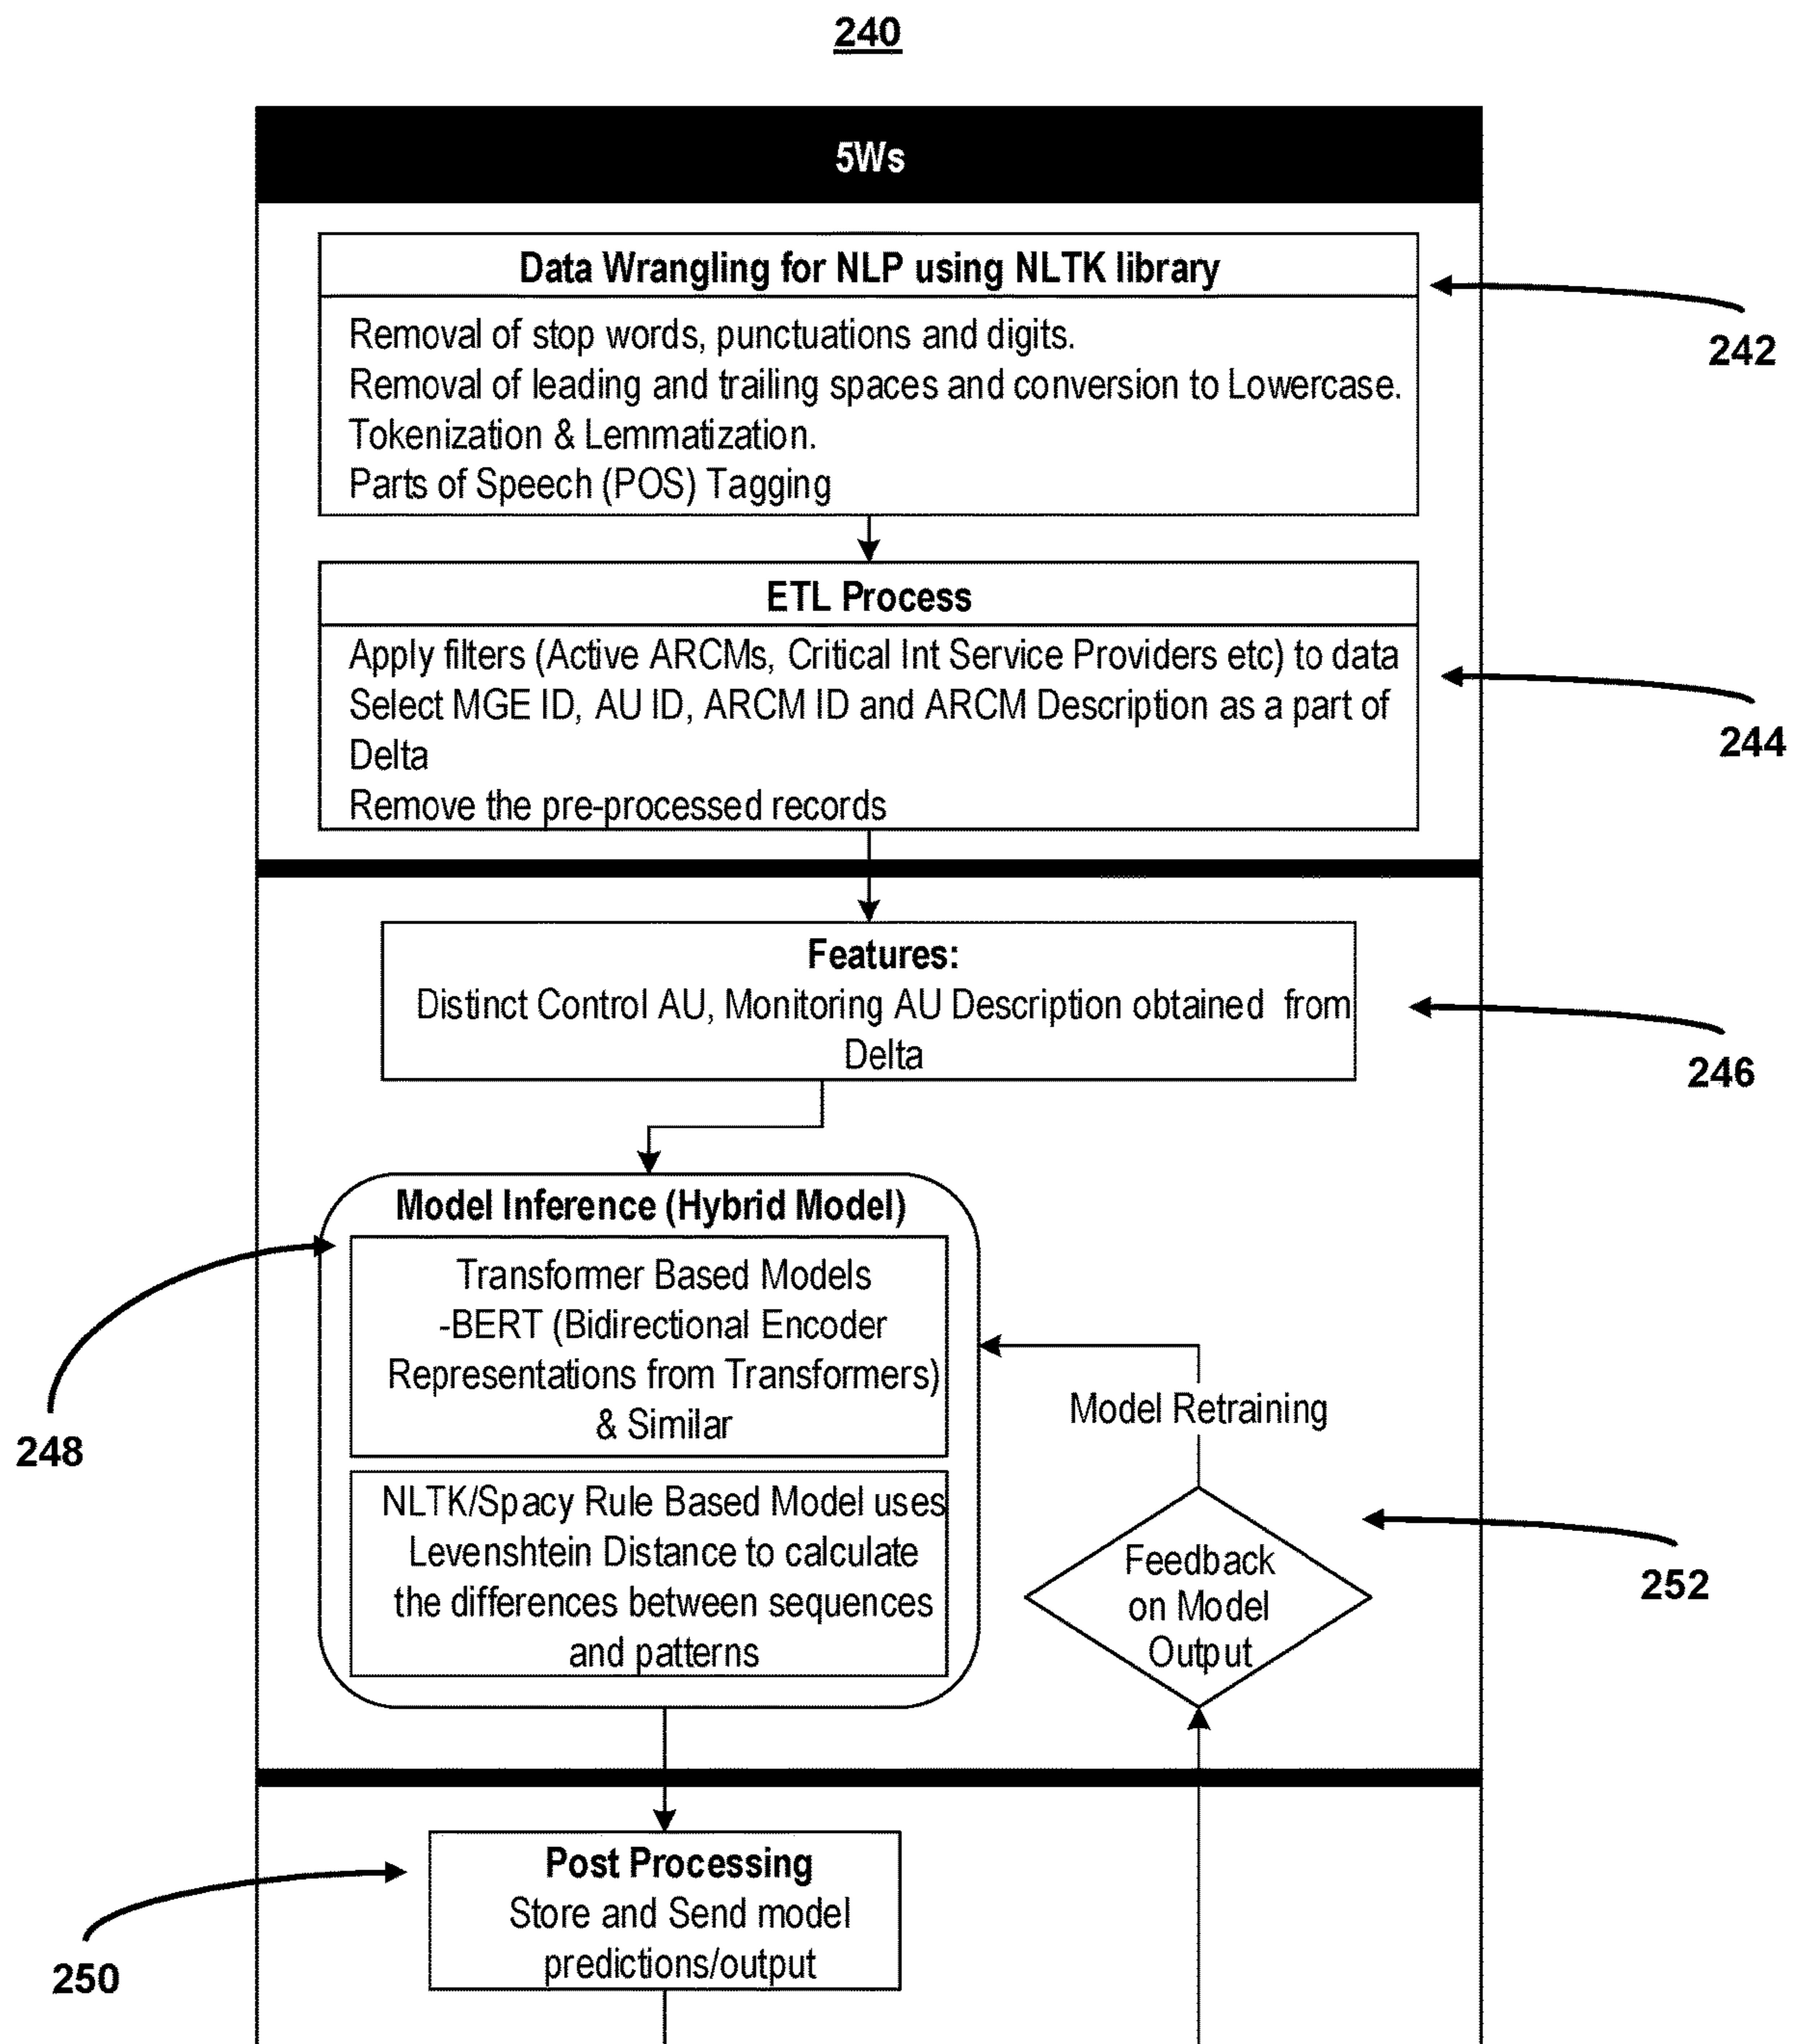 240
5Ws
Data Wrangling for NLP using NLTK library
Removal of stop words, punctuations and digits.
Removal of leading and trailing spaces and conversion to Lowercase.
Tokenization & Lemmatization.
Parts of Speech (POS) Tagging
242
ETL Process
Apply filters (Active ARCMs, Critical Int Service Providers etc) to data
Select MGE ID, AU ID, ARCM ID and ARCM Description as a part of
Delta
Remove the pre-processed records
244
Features:
Distinct Control AU, Monitoring AU Description obtained from
Delta
246
Model Inference (Hybrid Model)
Transformer Based Models
-BERT (Bidirectional Encoder
Representations from Transformers)
& Similar
248
NLTK/Spacy Rule Based Model uses
Levenshtein Distance to calculate
the differences between sequences
and patterns
Model Retraining
Feedback
on Model
Output
252
Post Processing
Store and Send model
predictions/output
250